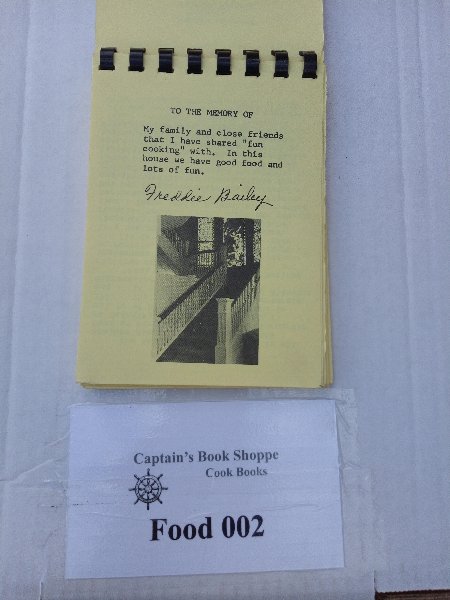 TO THE MEMORY OF
My family and close friends
that I have shared "fun
cooking" with. In this
house we have good food and
lots of fun.
Freddie Bailey
Captain's Book Shoppe
Cook Books
Food 002